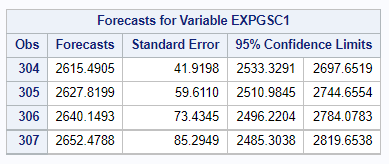 Forecasts for Variable EXPGSC1
Obs Forecasts Standard Error 95% Confidence Limits
304 2615.4905 41.9198 2533.3291 2697.6519
305 2627.8199 59.6110 2510.9845 2744.6554
306 2640.1493 73.4345 2496.2204 2784.0783
307 2652.4788 85.2949 2485.3031 2819.6538